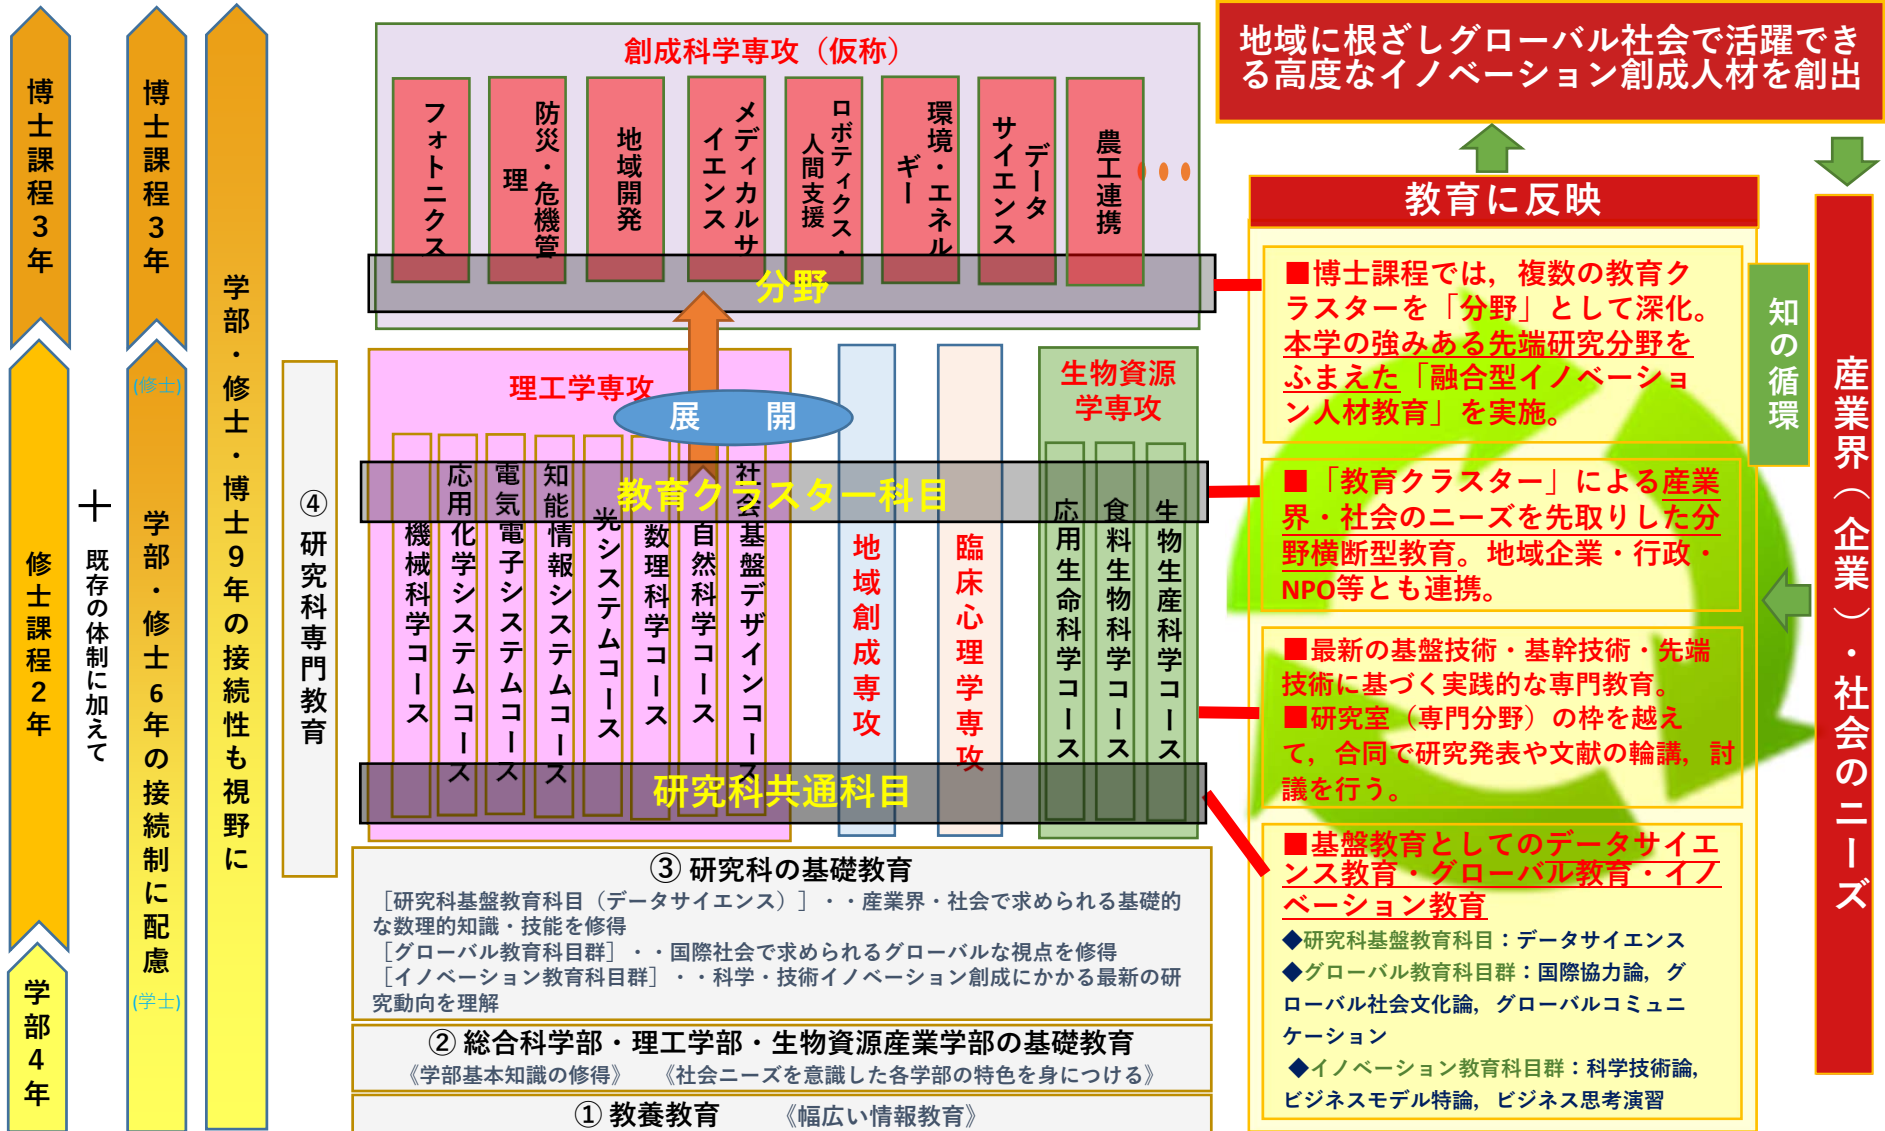 博士課程3年
修士課程2年
学部4年
＋
既存の体制に加えて
博士課程3年
(修士)
学部・修士6年の接続制に配慮
(学士)
学部・修士・博士9年の接続性も視野に
④研究科専門教育
創成科学専攻（仮称）
フォトニクス
防災・危機管
理
地域開発
メディカルサ
イエンス
ロボティクス・
人間支援
環境・エネル
ギー
データ
サイエンス
農工連携
分野
理工学専攻
展　開
機械科学コース
応用化学システムコース
電気電子システムコース
知能情報システムコース
光システムコース
数理科学コース
自然科学コース
社会基盤デザインコース
教育クラスター科目
地域創成専攻
臨床心理学専攻
生物資源
学専攻
応用生命科学コース
食料生物科学コース
生物生産科学コース
研究科共通科目
③ 研究科の基礎教育
［研究科基盤教育科目（データサイエンス）］・・産業界・社会で求められる基礎的
な数理的知識・技能を修得
［グローバル教育科目群］・・国際社会で求められるグローバルな視点を修得
［イノベーション教育科目群］・・科学・技術イノベーション創成にかかる最新の研
究動向を理解
② 総合科学部・理工学部・生物資源産業学部の基礎教育
《学部基本知識の修得》　《社会ニーズを意識した各学部の特色を身につける》
① 教養教育　《幅広い情報教育》
地域に根ざしグローバル社会で活躍でき
る高度なイノベーション創成人材を創出
教育に反映
■博士課程では，複数の教育ク
ラスターを「分野」として深化。
本学の強みある先端研究分野を
ふまえた「融合型イノベーショ
ン人材教育」を実施。
■「教育クラスター」による産業
界・社会のニーズを先取りした分
野横断型教育。地域企業・行政・
NPO等とも連携。
■最新の基盤技術・基幹技術・先端
技術に基づく実践的な専門教育。
■研究室（専門分野）の枠を越え
て，合同で研究発表や文献の輪講，討
議を行う。
■基盤教育としてのデータサイエ
ンス教育・グローバル教育・イノ
ベーション教育
◆研究科基盤教育科目：データサイエンス
◆グローバル教育科目群：国際協力論，グ
ローバル社会文化論，グローバルコミュニ
ケーション
◆イノベーション教育科目群：科学技術論，
ビジネスモデル特論，ビジネス思考演習
知の循環
産業界（企業）・社会のニーズ